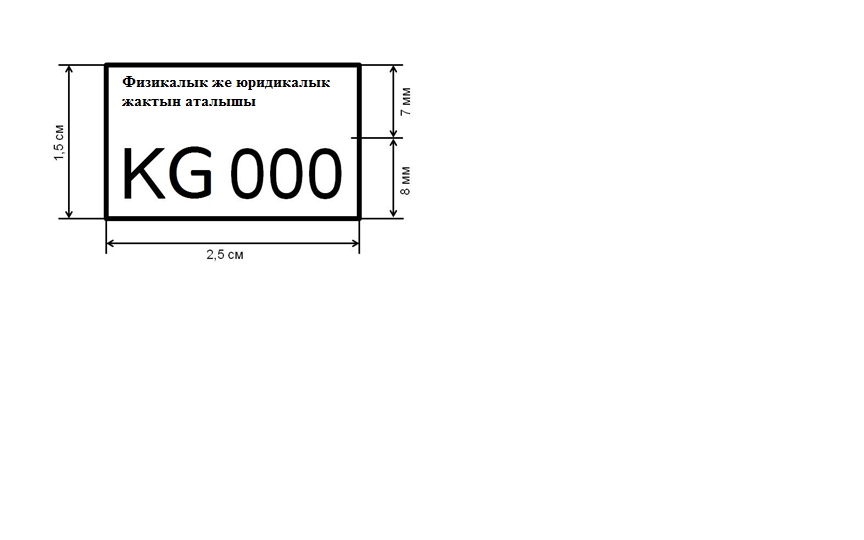 Физикалык же юридикалык
жактын аталышы
KG 000
1,5 см
7 мм
8 мм
2,5 см